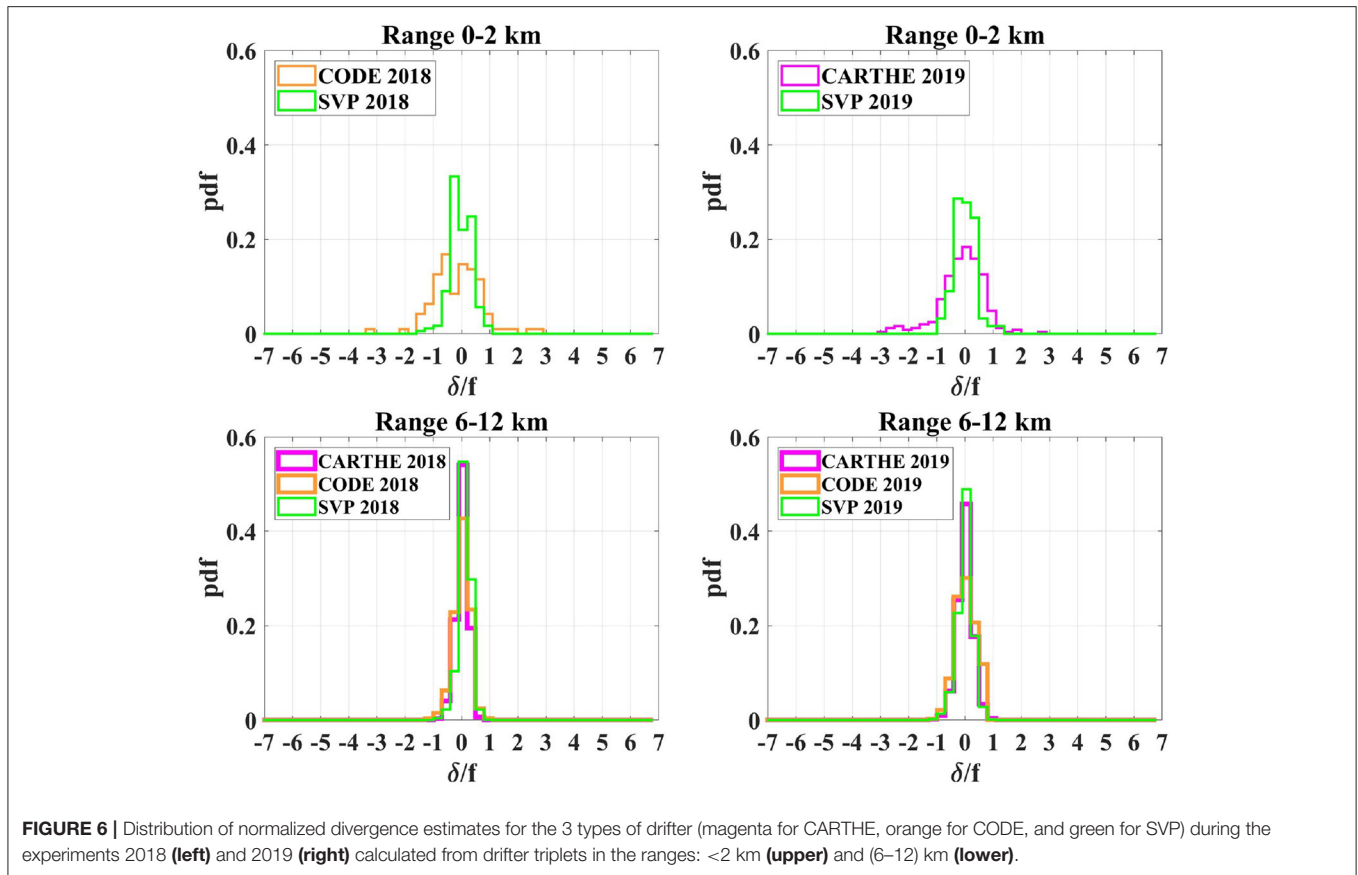 Range 0-2 km
0.6
0.4
0.2
0
pdf
CODE 2018
SVP 2018
-7 -6 -5 -4 -3 -2 -1 0 1 2 3 4 5 6 7
δ/f
Range 0-2 km
0.6
0.4
0.2
0
pdf
CARTHE 2019
SVP 2019
-7 -6 -5 -4 -3 -2 -1 0 1 2 3 4 5 6 7
δ/f
Range 6-12 km
0.6
0.4
0.2
0
pdf
CARTHE 2018
CODE 2018
SVP 2018
-7 -6 -5 -4 -3 -2 -1 0 1 2 3 4 5 6 7
δ/f
Range 6-12 km
0.6
0.4
0.2
0
pdf
CARTHE 2019
CODE 2019
SVP 2019
-7 -6 -5 -4 -3 -2 -1 0 1 2 3 4 5 6 7
δ/f
FIGURE 6 | Distribution of normalized divergence estimates for the 3 types of drifter (magenta for CARTHE, orange for CODE, and green for SVP) during the
experiments 2018 (left) and 2019 (right) calculated from drifter triplets in the ranges: <2 km (upper) and (6–12) km (lower).